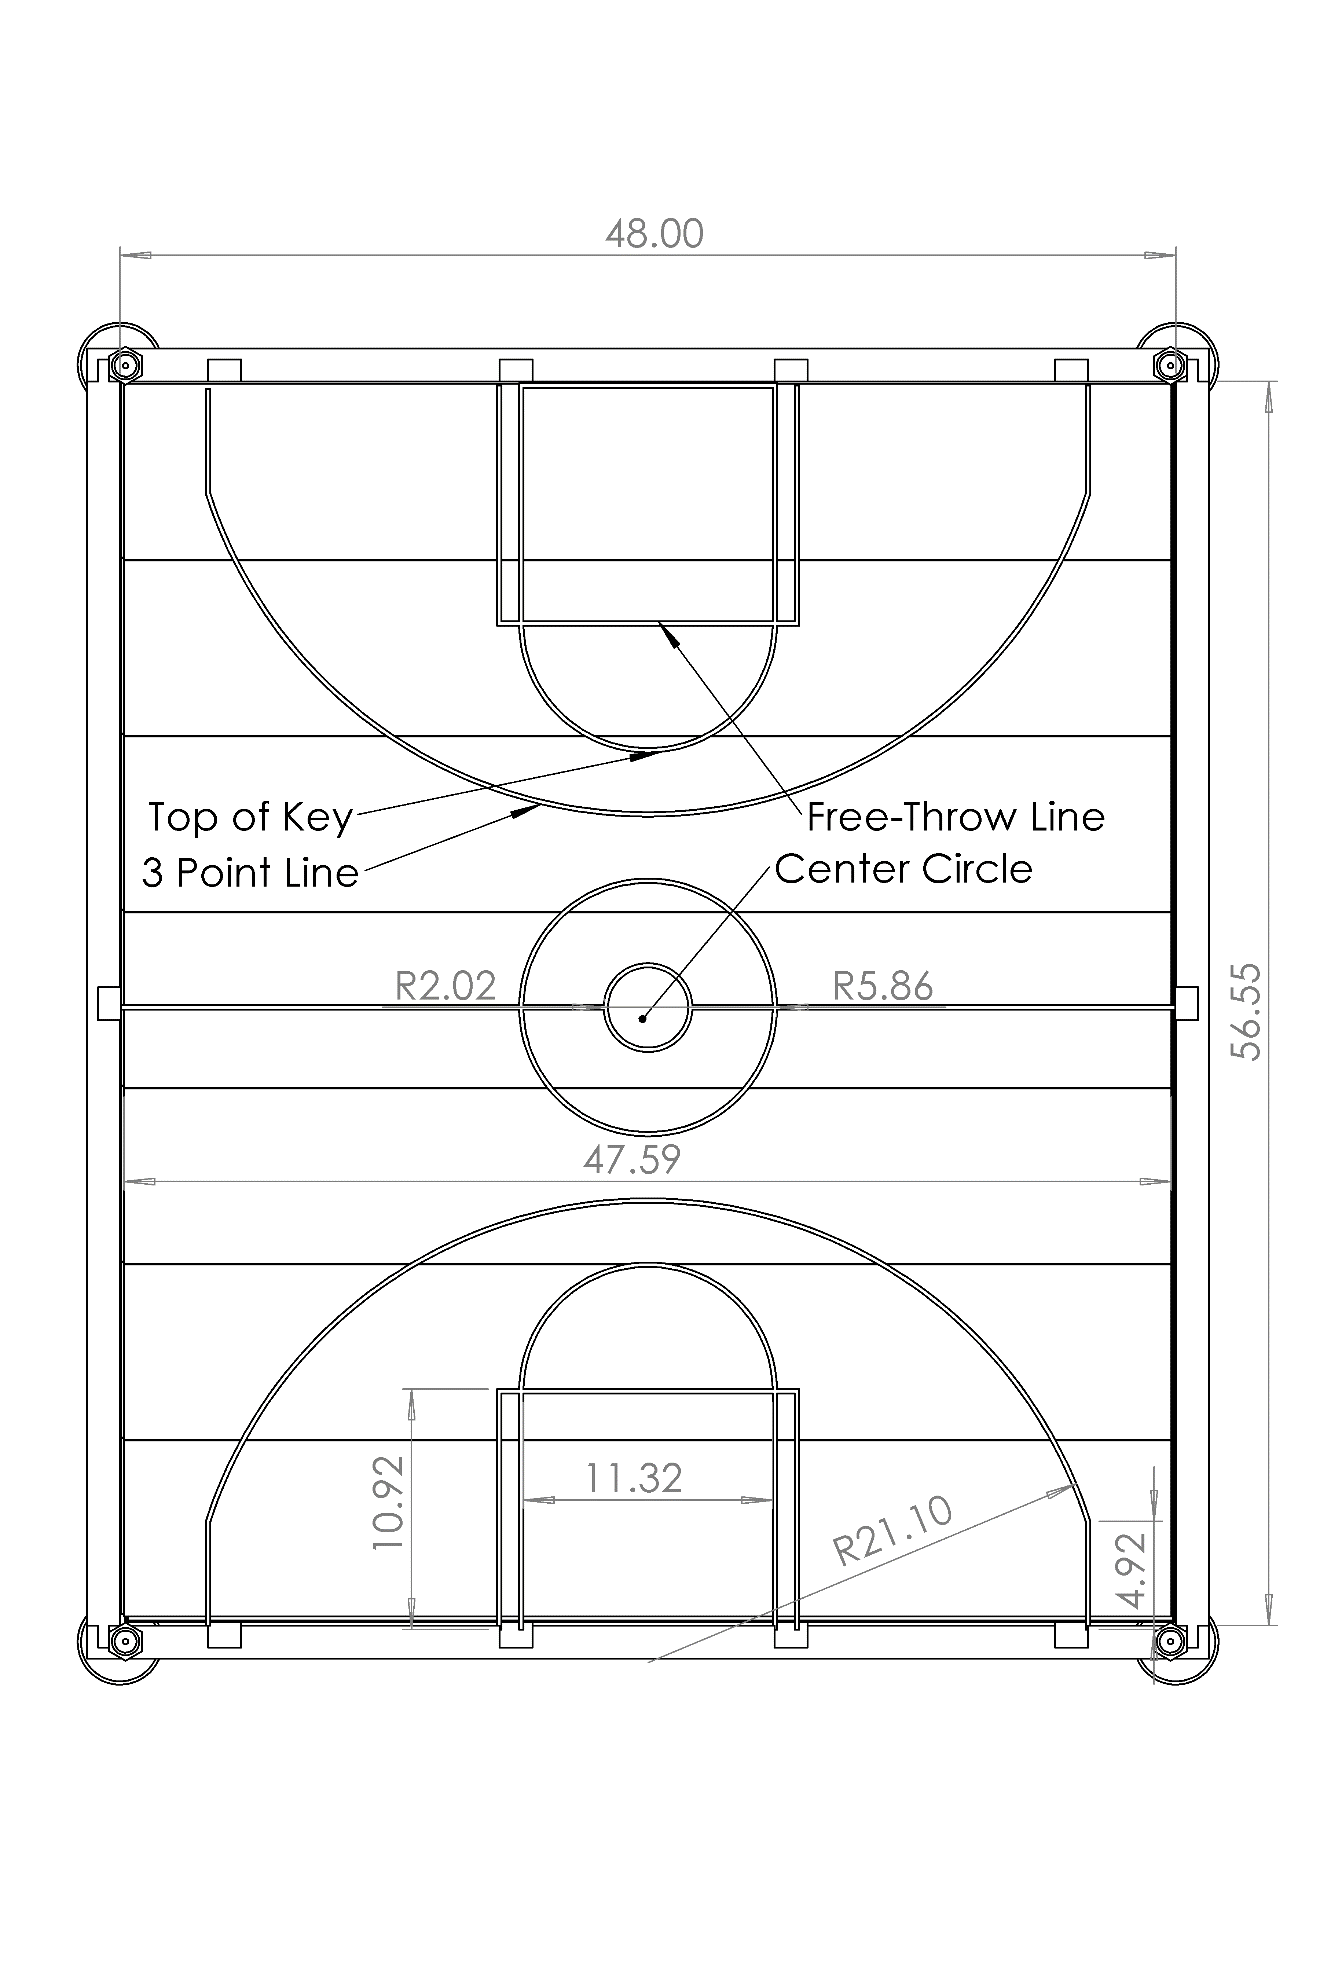 48.00
Top of Key
Free-Throw Line
3 Point Line
Center Circle
R2.02
R5.86
56.55
47.59
10.92
11.32
R21.10
4.92